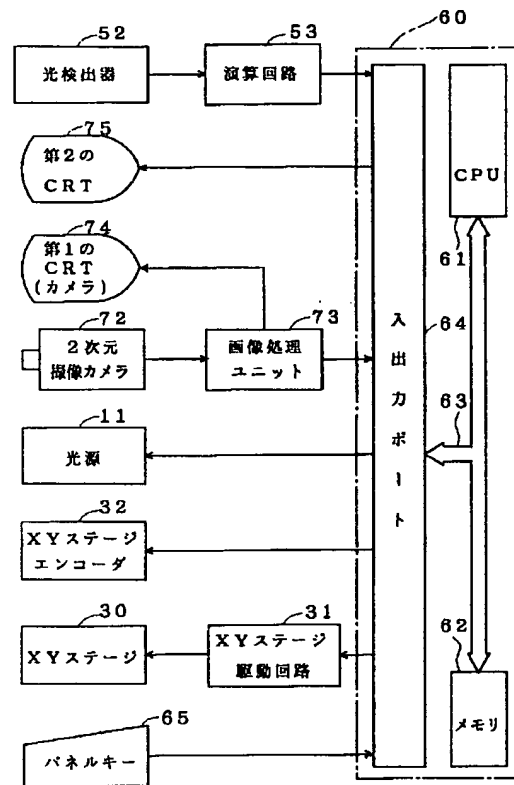 52
光検出器
53
演算回路
60
75
第2の
CRT
74
第1の
CRT
(カメラ)
72
2次元
撮像カメラ
73
画像処理
ユニット
11
光源
32
XYステージ
エンコーダ
30
XYステージ
31
XYステージ
駆動回路
65
パネルキー
入出力ポート
64
63
CPU
61
62
メモリ